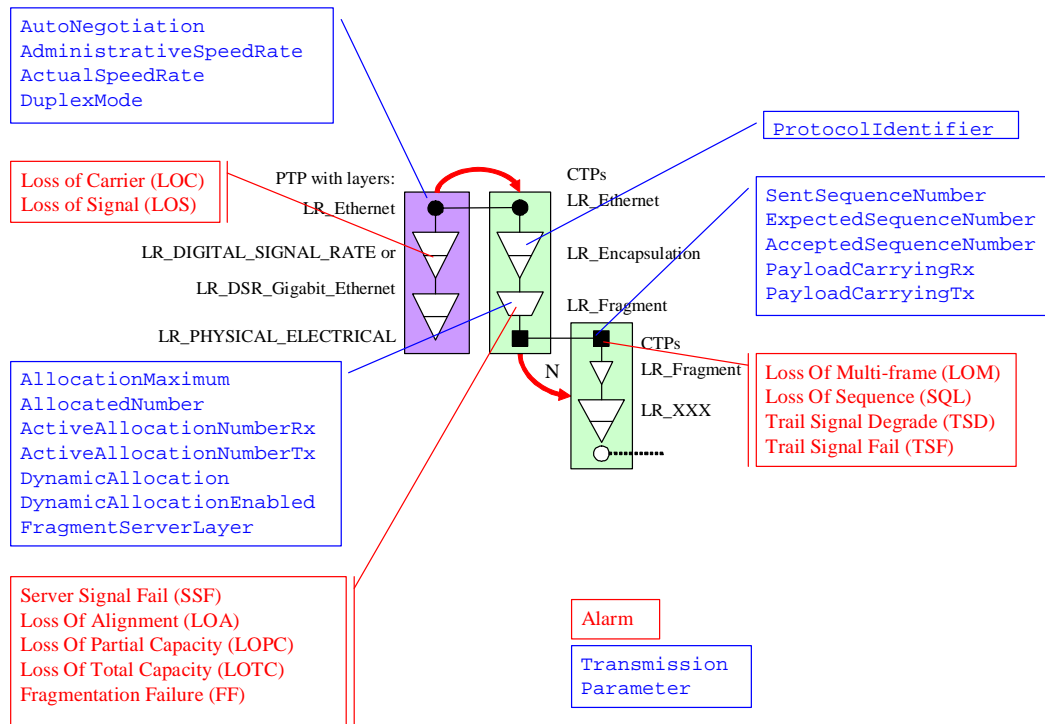 AutoNegotiation
AdministrativeSpeedRate
ActualSpeedRate
DuplexMode
ProtocolIdentifier
Loss of Carrier (LOC)
Loss of Signal (LOS)
PTP with layers:
LR_Ethernet
LR_DIGITAL_SIGNAL_RATE or
LR_DSR_Gigabit_Ethernet
LR_PHYSICAL_ELECTRICAL
CTPs
LR_Ethernet
LR_Encapsulation
LR_Fragment
SentSequenceNumber
ExpectedSequenceNumber
AcceptedSequenceNumber
PayloadCarryingRx
PayloadCarryingTx
N
CTPs
LR_Fragment
LR_XXX
AllocationMaximum
AllocatedNumber
ActiveAllocationNumberRx
ActiveAllocationNumberTx
DynamicAllocation
DynamicAllocationEnabled
FragmentServerLayer
Loss Of Multi-frame (LOM)
Loss Of Sequence (SQL)
Trail Signal Degrade (TSD)
Trail Signal Fail (TSF)
Server Signal Fail (SSF)
Loss Of Alignment (LOA)
Loss Of Partial Capacity (LOPC)
Loss Of Total Capacity (LOTC)
Fragmentation Failure (FF)
Alarm
Transmission
Parameter